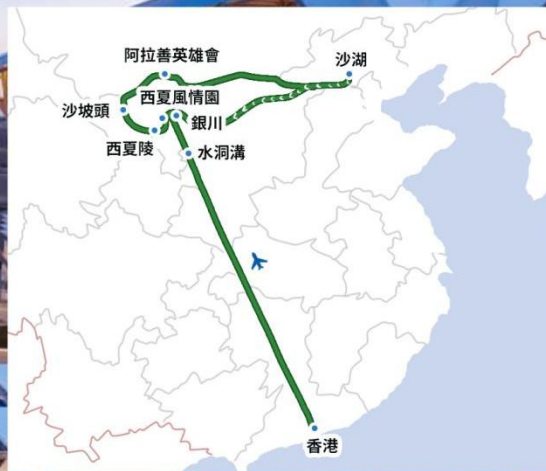 阿拉善英雄會
沙湖
西夏風情園
沙坡頭
銀川
西夏陵
水洞溝
香港